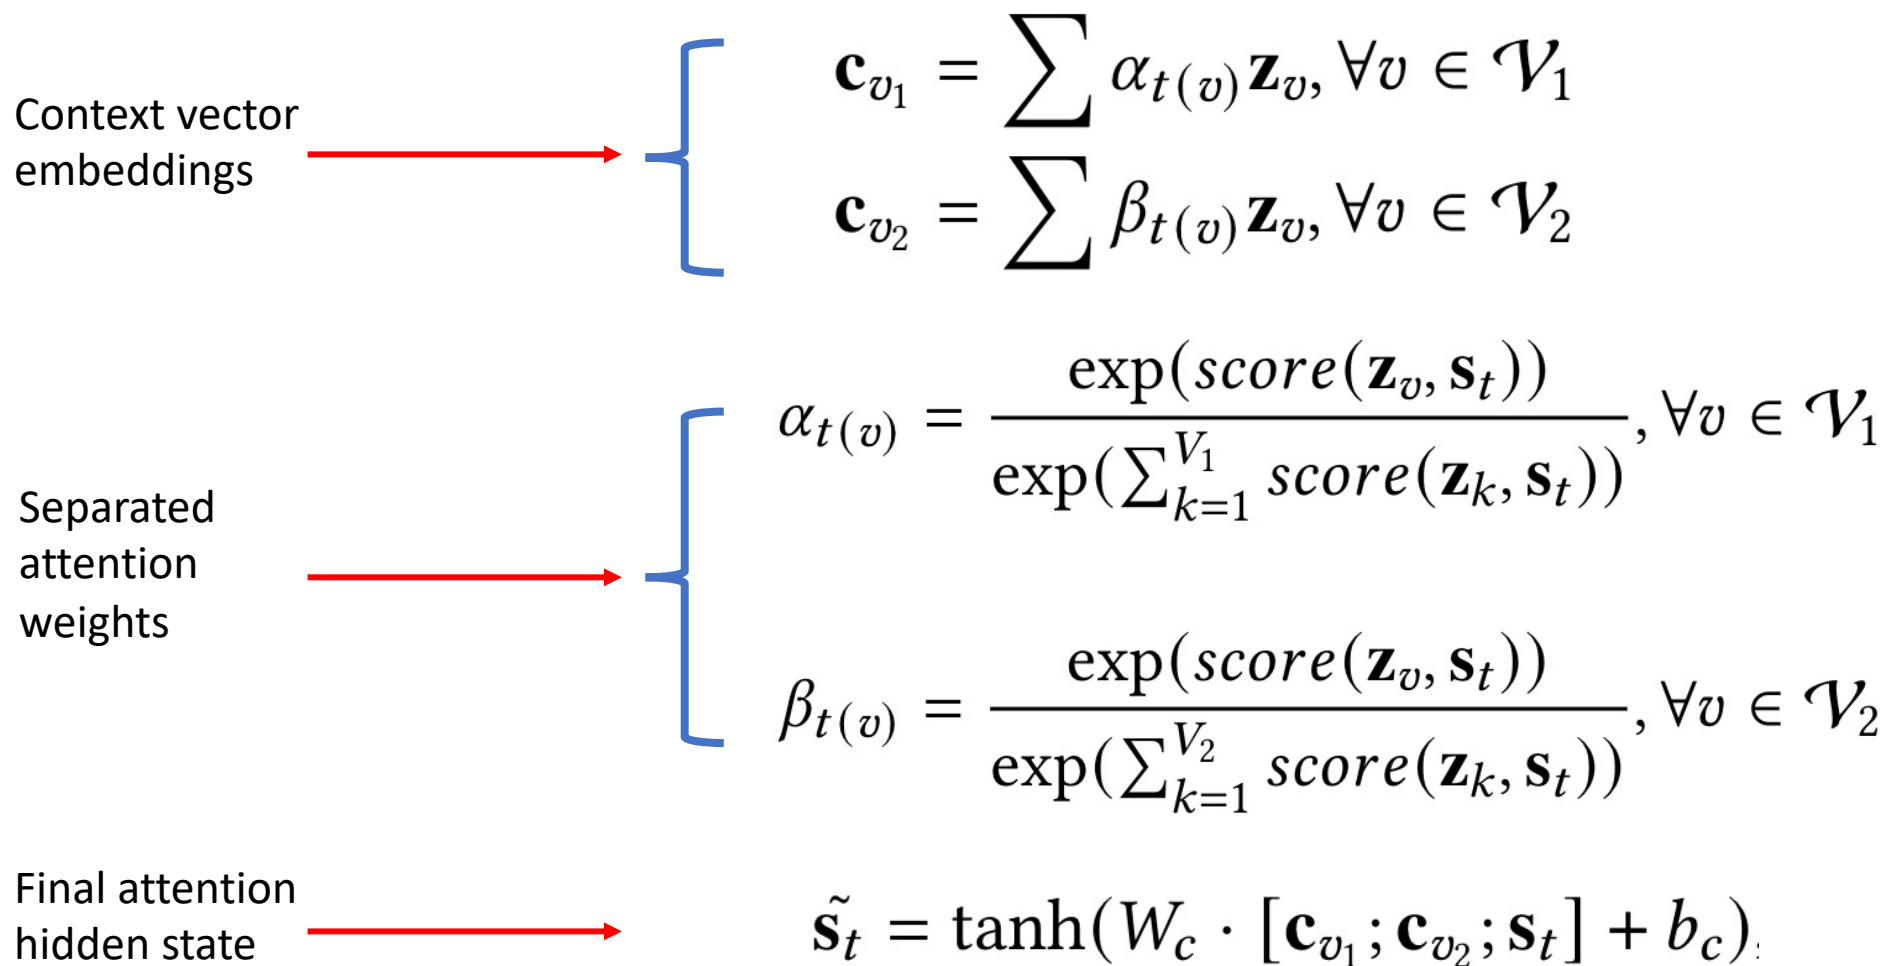 Context vector
embeddings
𝐜_{v_1} = ∑ α_{t(v)} 𝐳_v, ∀v ∈ 𝒱_1
𝐜_{v_2} = ∑ β_{t(v)} 𝐳_v, ∀v ∈ 𝒱_2
Separated
attention
weights
α_{t(v)} = exp(score(𝐳_v, 𝐬_t)) / exp(∑_{k=1}^{V_1} score(𝐳_k, 𝐬_t)), ∀v ∈ 𝒱_1
β_{t(v)} = exp(score(𝐳_v, 𝐬_t)) / exp(∑_{k=1}^{V_2} score(𝐳_k, 𝐬_t)), ∀v ∈ 𝒱_2
Final attention
hidden state
𝐬̃_t = tanh(W_c · [𝐜_{v_1}; 𝐜_{v_2}; 𝐬_t] + b_c),